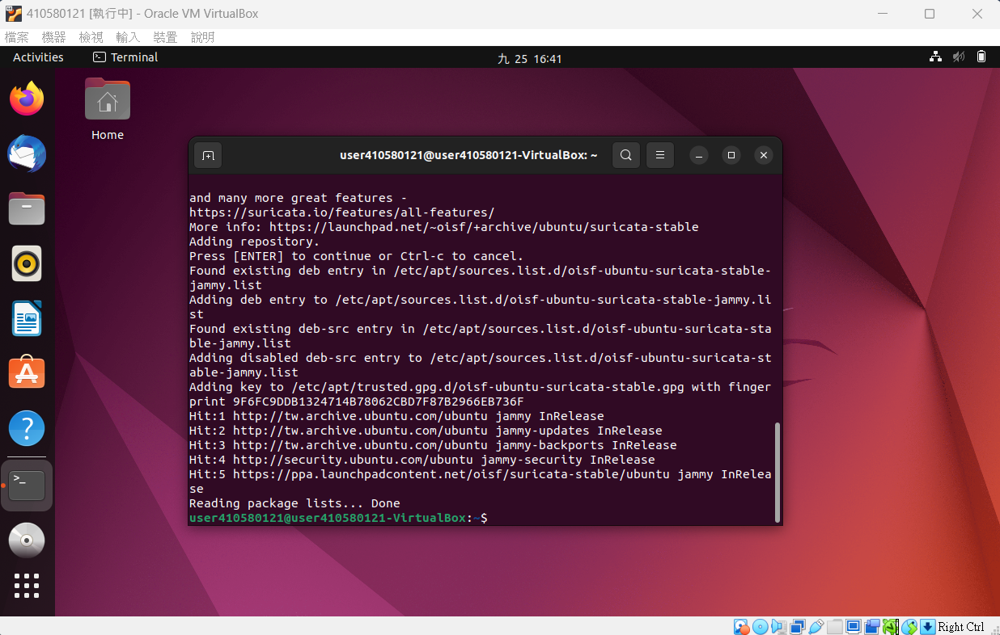 410580121 [執行中] - Oracle VM VirtualBox
檔案 機器 檢視 輸入 裝置 說明
Activities Terminal 九 25 16:41
Home
user410580121@user410580121-VirtualBox: ~
and many more great features -
https://suricata.io/features/all-features/
More info: https://launchpad.net/~oisf/+archive/ubuntu/suricata-stable
Adding repository.
Press [ENTER] to continue or Ctrl-c to cancel.
Found existing deb entry in /etc/apt/sources.list.d/oisf-ubuntu-suricata-stable-
jammy.list
Adding deb entry to /etc/apt/sources.list.d/oisf-ubuntu-suricata-stable-jammy.li
st
Found existing deb-src entry in /etc/apt/sources.list.d/oisf-ubuntu-suricata-sta
ble-jammy.list
Adding disabled deb-src entry to /etc/apt/sources.list.d/oisf-ubuntu-suricata-st
able-jammy.list
Adding key to /etc/apt/trusted.gpg.d/oisf-ubuntu-suricata-stable.gpg with finger
print 9F6FC9DDB1324714B78062CBD7F87B2966EB736F
Hit:1 http://tw.archive.ubuntu.com/ubuntu jammy InRelease
Hit:2 http://tw.archive.ubuntu.com/ubuntu jammy-updates InRelease
Hit:3 http://tw.archive.ubuntu.com/ubuntu jammy-backports InRelease
Hit:4 http://security.ubuntu.com/ubuntu jammy-security InRelease
Hit:5 https://ppa.launchpadcontent.net/oisf/suricata-stable/ubuntu jammy InRelea
se
Reading package lists... Done
user410580121@user410580121-VirtualBox:~$
Right Ctrl